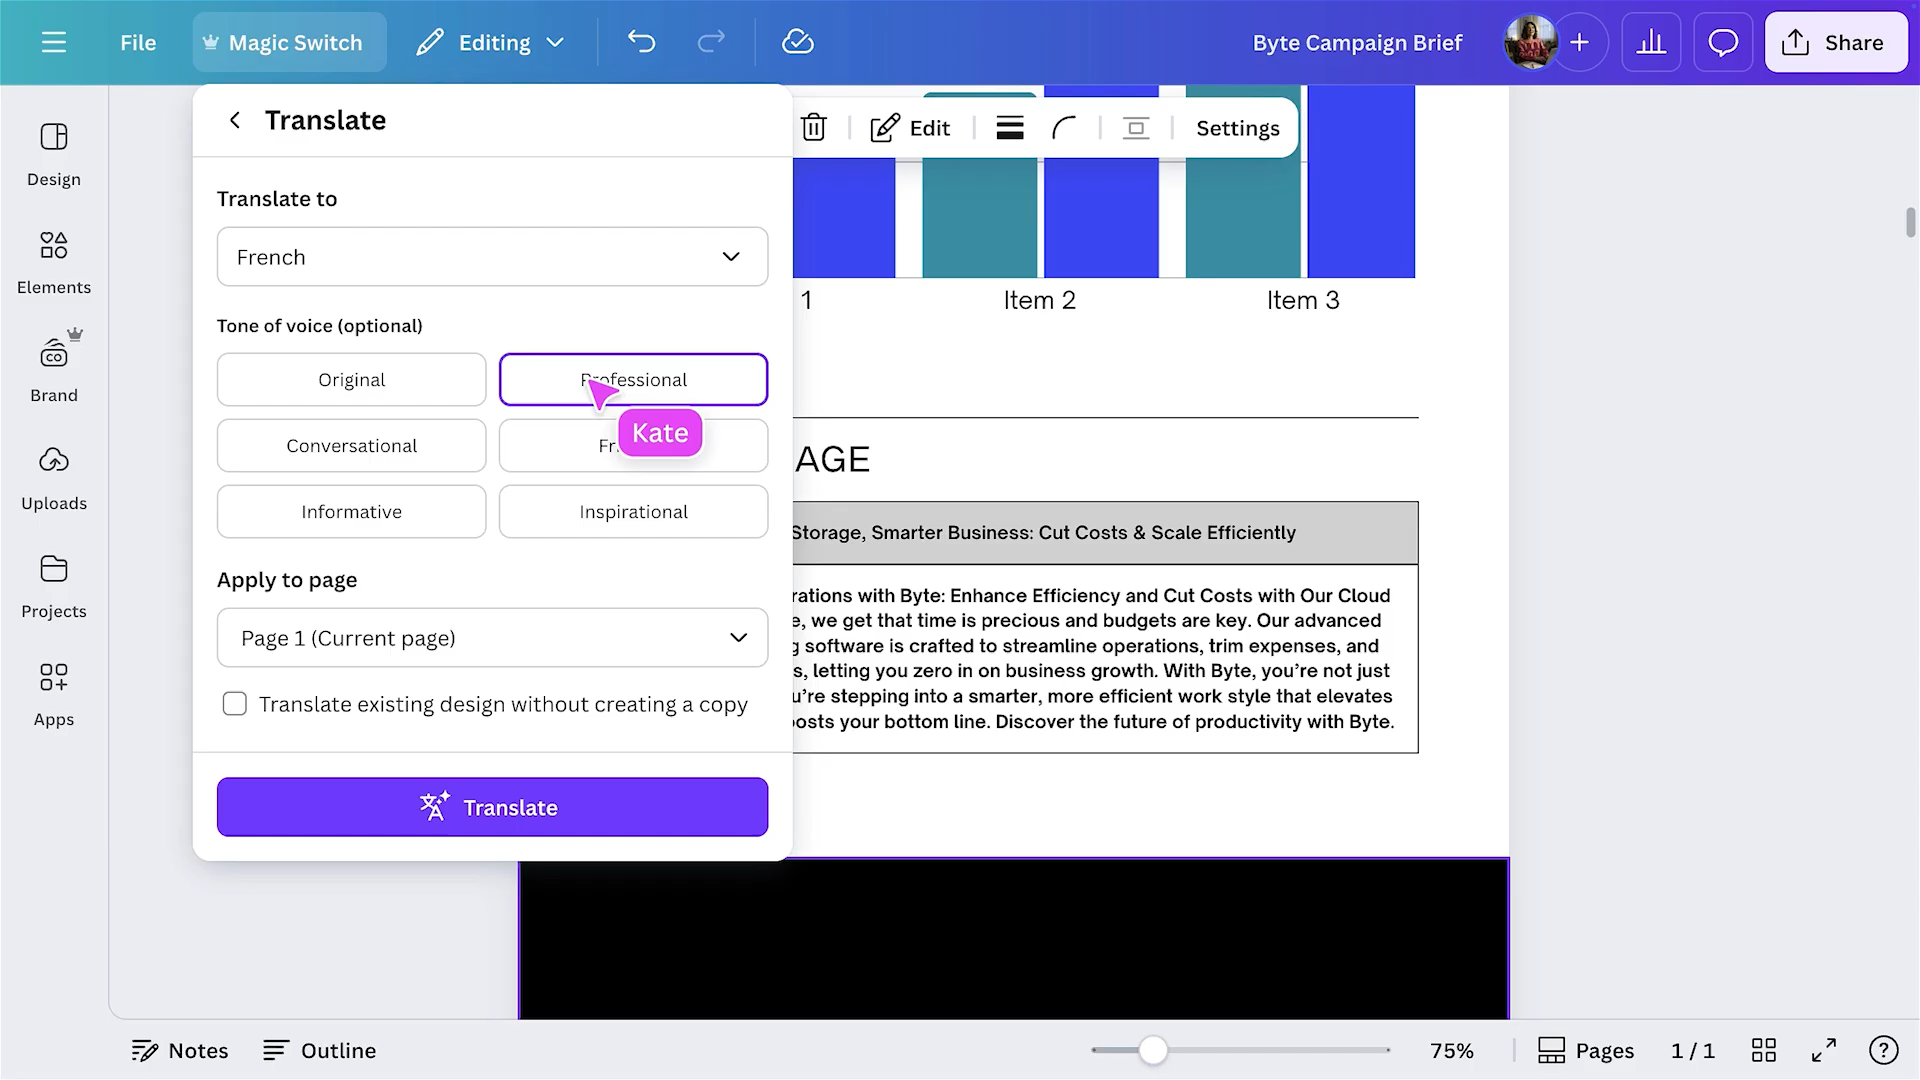 File
Magic Switch
Editing
Byte Campaign Brief
Share
Design
Elements
Brand
CO
Uploads
Projects
Apps
Translate
Translate to
French
Tone of voice (optional)
Original
Professional
Conversational
Kate
Informative
Inspirational
Apply to page
Page 1 (Current page)
Translate existing design without creating a copy
Translate
Edit
Settings
1
Item 2
Item 3
AGE
Storage, Smarter Business: Cut Costs & Scale Efficiently
rations with Byte: Enhance Efficiency and Cut Costs with Our Cloud
e, we get that time is precious and budgets are key. Our advanced
g software is crafted to streamline operations, trim expenses, and
s, letting you zero in on business growth. With Byte, you're not just
u're stepping into a smarter, more efficient work style that elevates
osts your bottom line. Discover the future of productivity with Byte.
Notes
Outline
75%
Pages
1 / 1